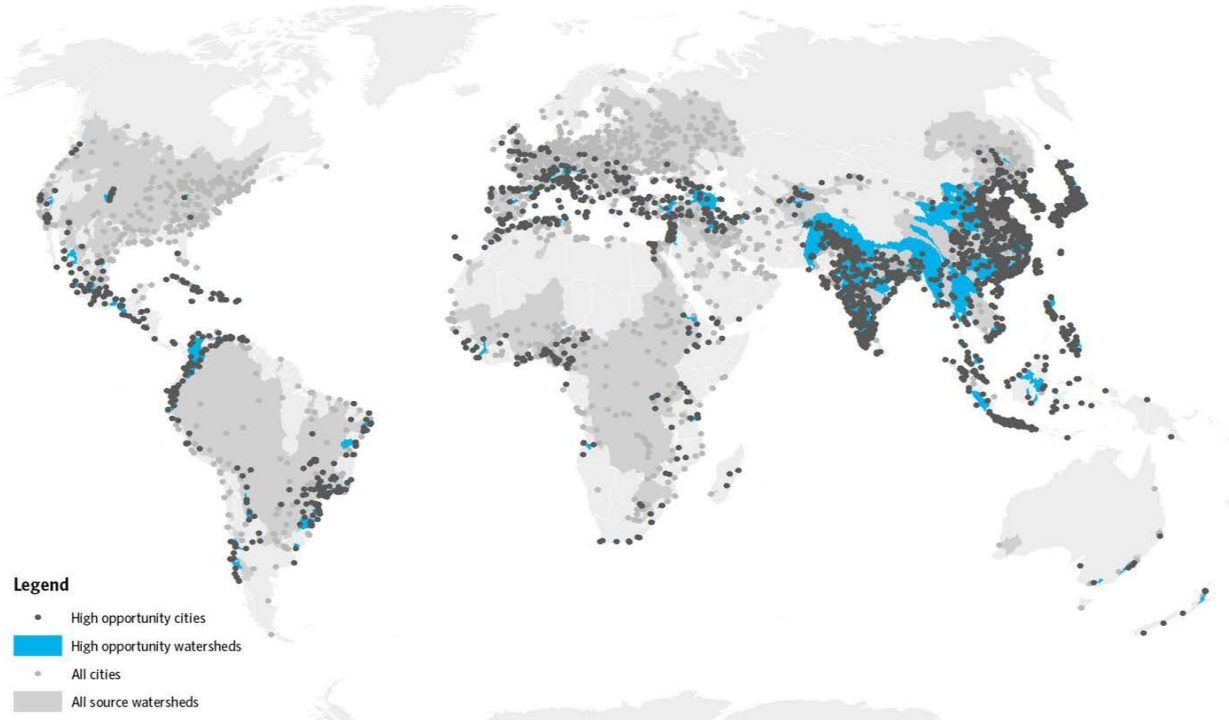 Legend
High opportunity cities
High opportunity watersheds
All cities
All source watersheds